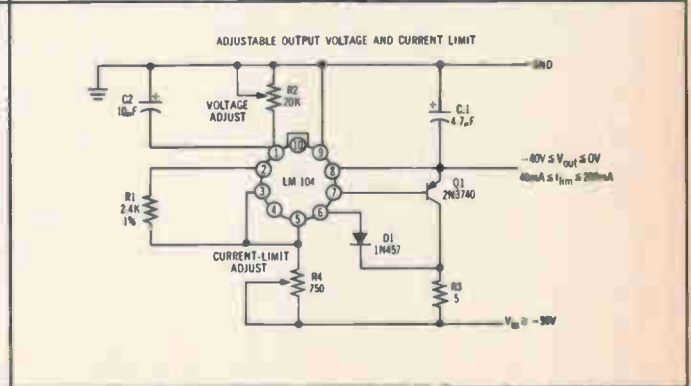 ADJUSTABLE OUTPUT VOLTAGE AND CURRENT LIMIT
GND
C2
10µF
VOLTAGE
ADJUST
R2
20K
C1
4.7µF
1
10
9
2
8
3
LM 104
7
4
5
6
R1
2.4K
1%
-40V ≤ Vout ≤ 0V
40mA ≤ Ilim ≤ 200mA
Q1
2N3740
D1
1N457
CURRENT-LIMIT
ADJUST
R4
750
R3
5